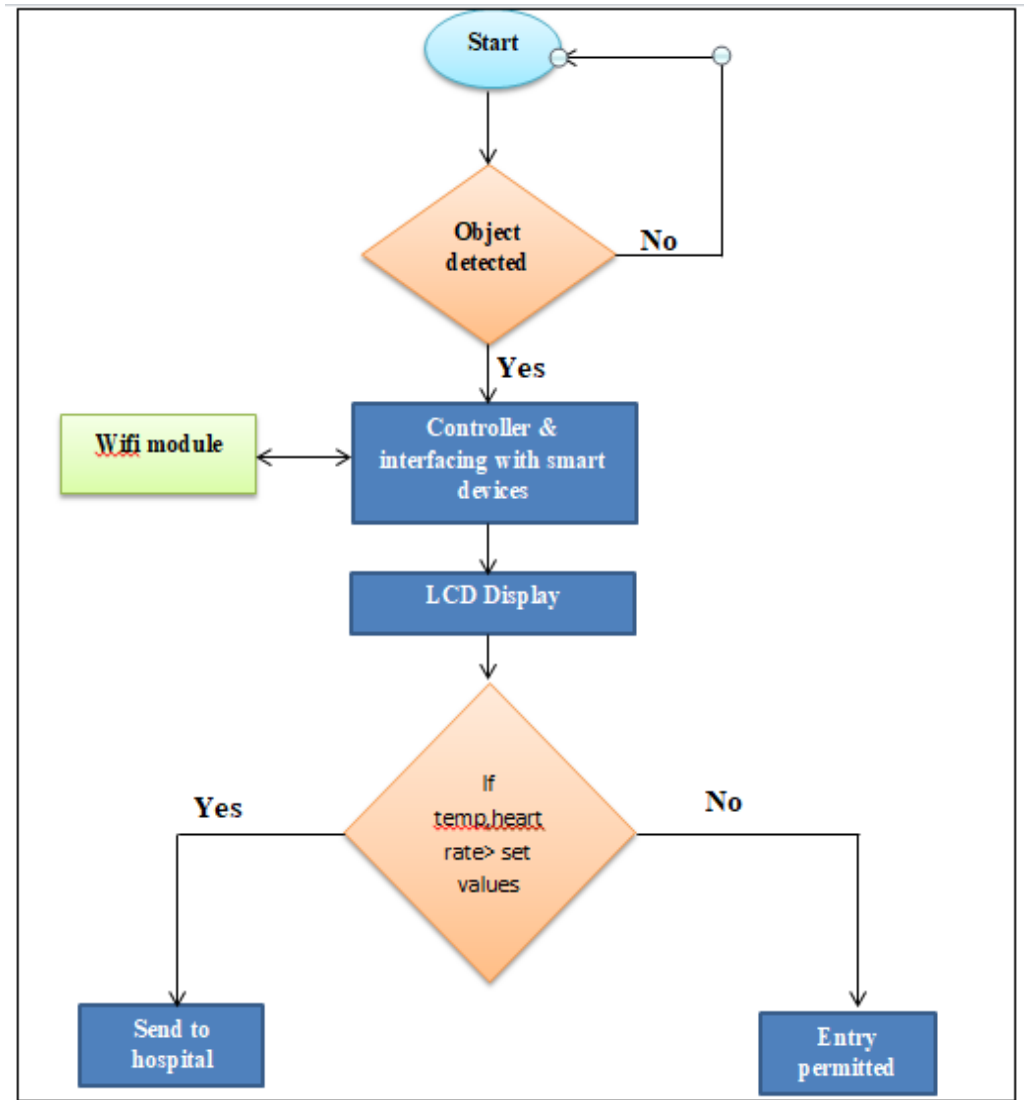 Start
Object
detected
No
Yes
Wifi module
Controller &
interfacing with smart
devices
LCD Display
If
temp,heart
rate> set
values
Yes
No
Send to
hospital
Entry
permitted